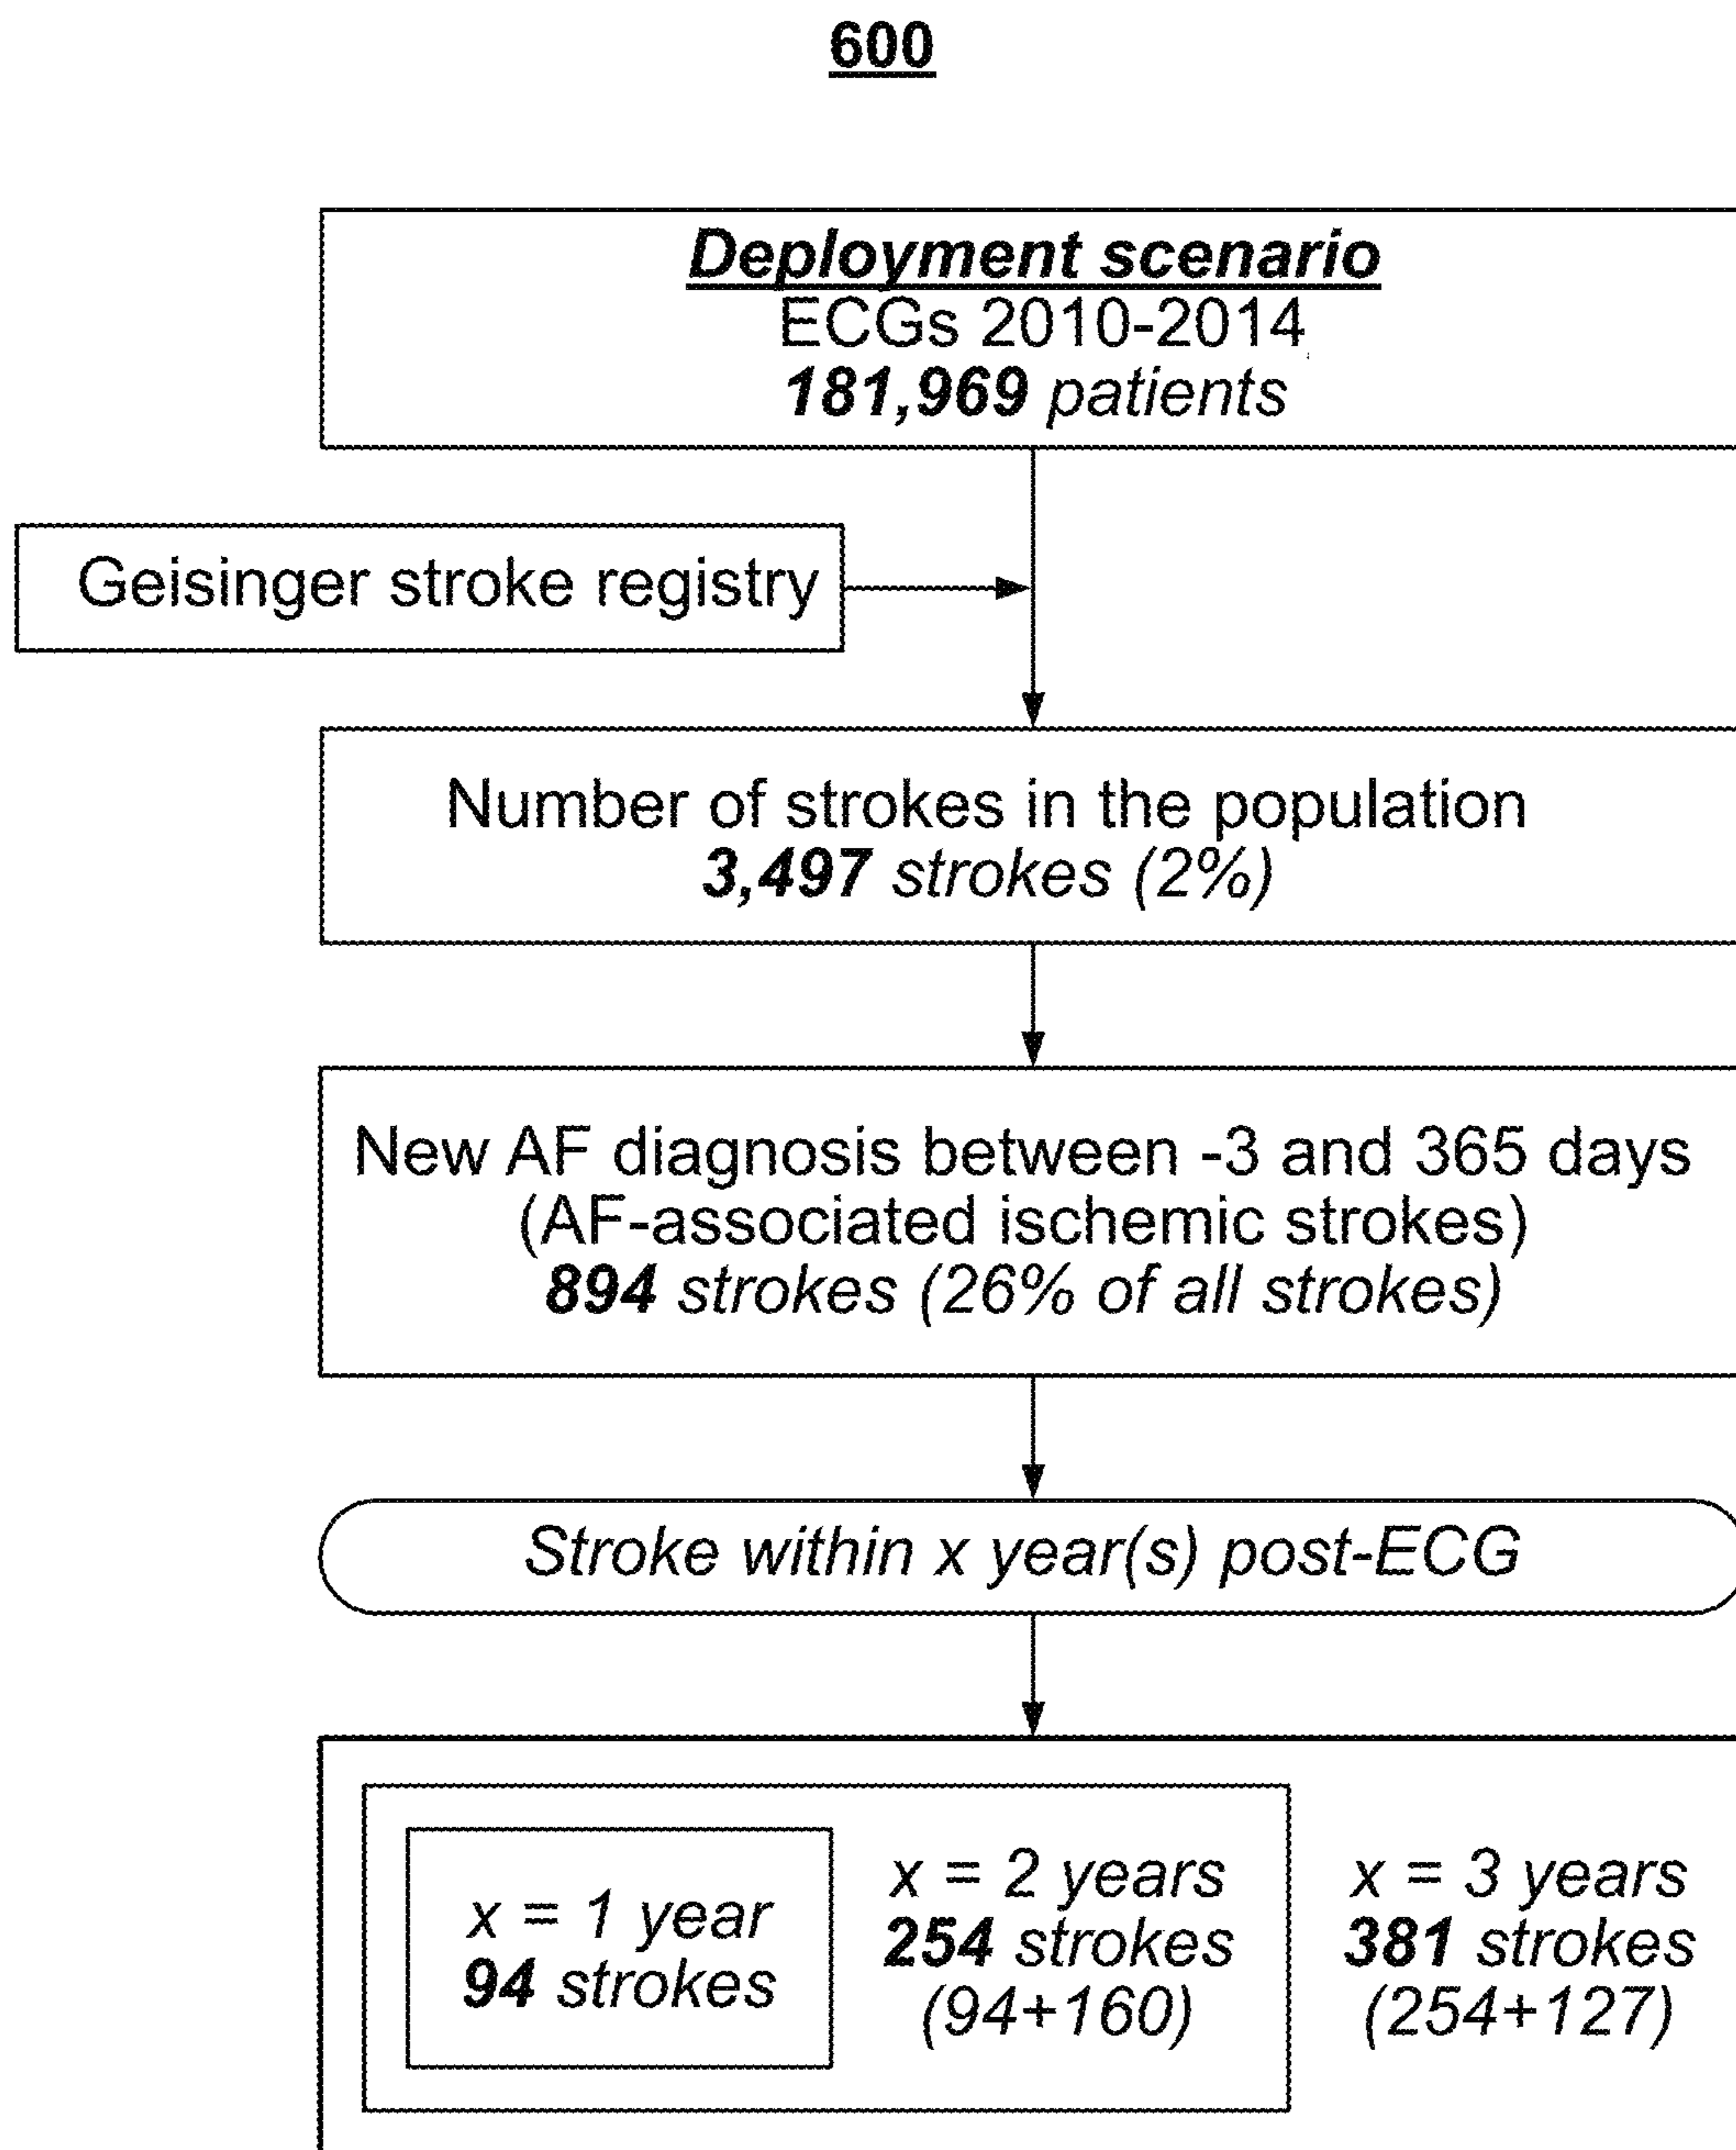 600
Deployment scenario
ECGs 2010-2014
181,969 patients
Geisinger stroke registry
Number of strokes in the population
3,497 strokes (2%)
New AF diagnosis between -3 and 365 days
(AF-associated ischemic strokes)
894 strokes (26% of all strokes)
Stroke within x year(s) post-ECG
x = 1 year
94 strokes
x = 2 years
254 strokes
(94+160)
x = 3 years
381 strokes
(254+127)